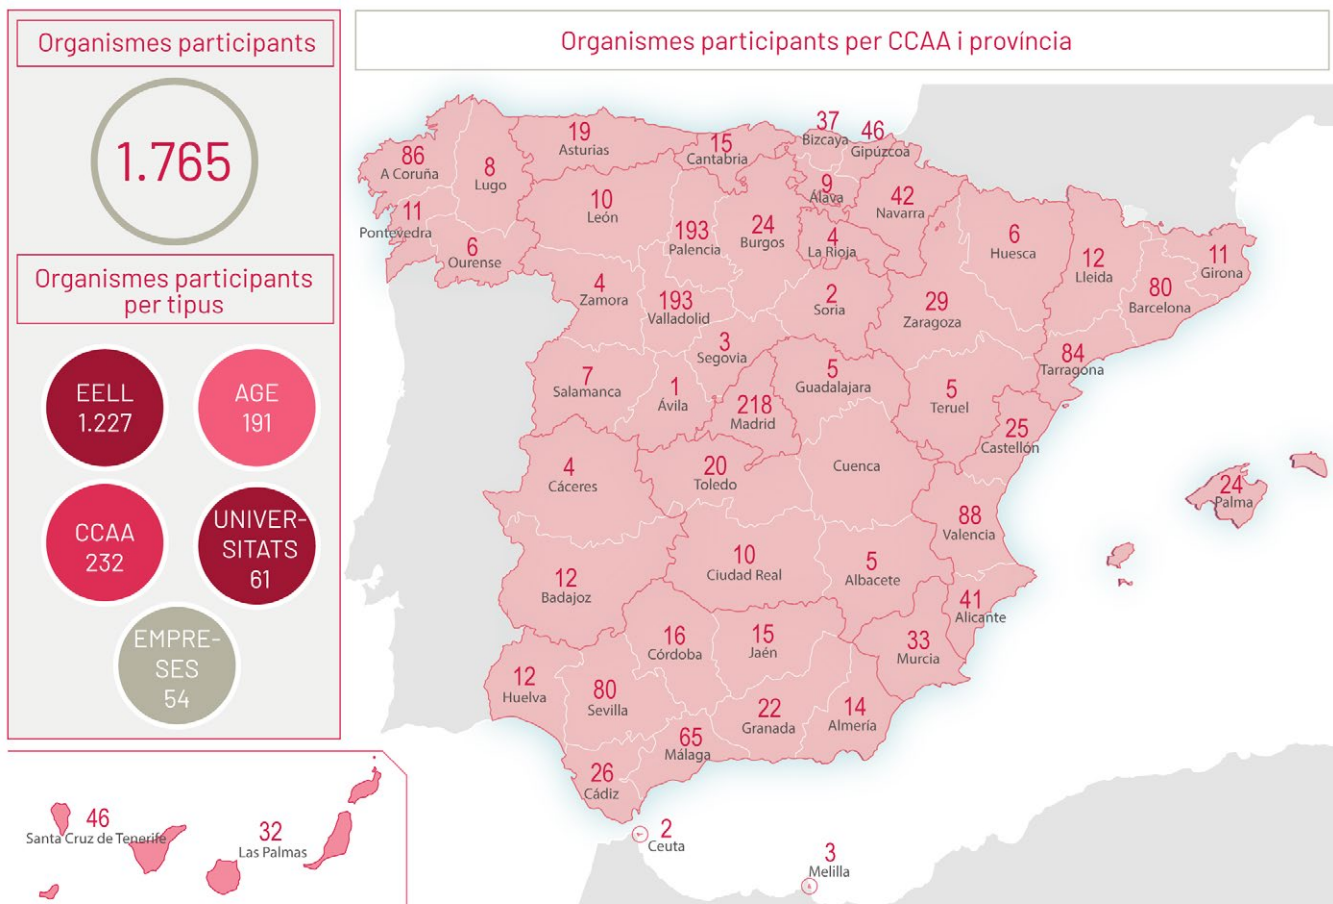 Organismes participants
1.765
Organismes participants
per tipus
EELL
1.227
AGE
191
CCAA
232
UNIVER-
SITATS
61
EMPRE-
SES
54
Organismes participants per CCAA i província
86
A Coruña
8
Lugo
11
Pontevedra
6
Ourense
19
Asturias
15
Cantabria
37
Bizcaya
46
Gipúzcoa
9
Álava
42
Navarra
10
León
193
Palencia
24
Burgos
4
La Rioja
6
Huesca
12
Lleida
11
Girona
80
Barcelona
4
Zamora
193
Valladolid
2
Soria
29
Zaragoza
84
Tarragona
3
Segovia
7
Salamanca
1
Ávila
218
Madrid
5
Guadalajara
5
Teruel
25
Castellón
4
Cáceres
20
Toledo
Cuenca
88
Valencia
24
Palma
12
Badajoz
10
Ciudad Real
5
Albacete
41
Alicante
33
Murcia
12
Huelva
80
Sevilla
16
Córdoba
15
Jaén
22
Granada
14
Almería
65
Málaga
26
Cádiz
2
Ceuta
3
Melilla
46
Santa Cruz de Tenerife
32
Las Palmas